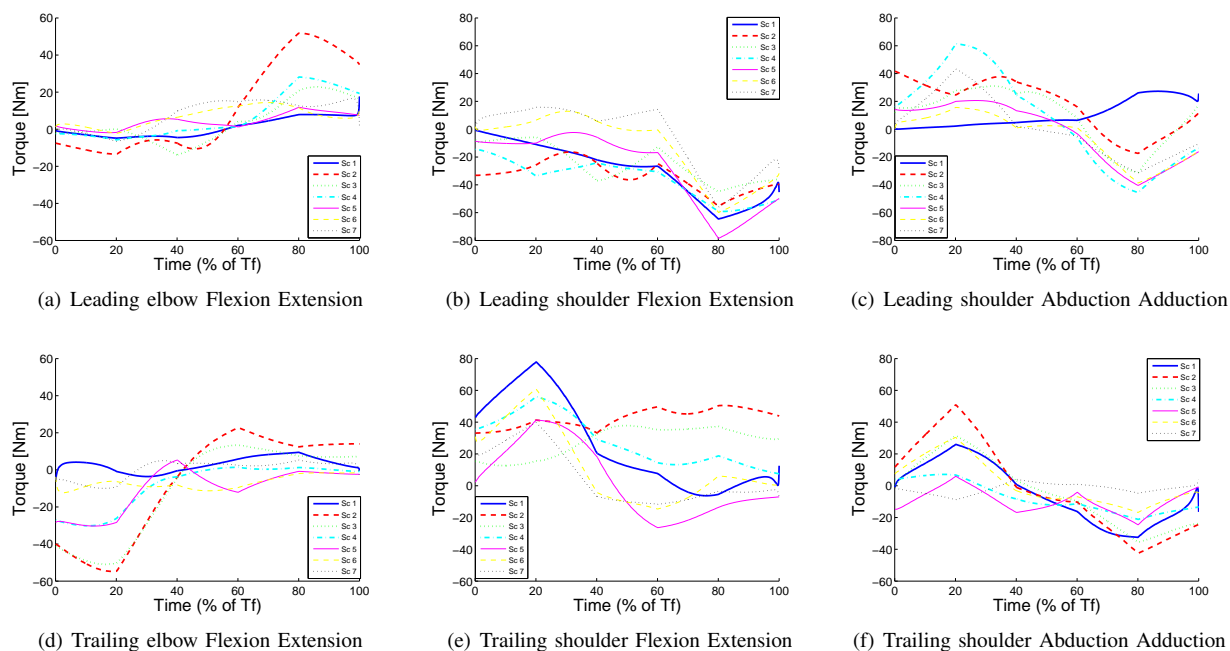 60
40
20
0
−20
−40
−60
0 20 40 60 80 100
Torque [Nm]
Time (% of Tf)
Sc 1
Sc 2
Sc 3
Sc 4
Sc 5
Sc 6
Sc 7
(a) Leading elbow Flexion Extension
80
60
40
20
0
−20
−40
−60
−80
0 20 40 60 80 100
Torque [Nm]
Time (% of Tf)
Sc 1
Sc 2
Sc 3
Sc 4
Sc 5
Sc 6
Sc 7
(b) Leading shoulder Flexion Extension
80
60
40
20
0
−20
−40
−60
−80
0 20 40 60 80 100
Torque [Nm]
Time (% of Tf)
Sc 1
Sc 2
Sc 3
Sc 4
Sc 5
Sc 6
Sc 7
(c) Leading shoulder Abduction Adduction
60
40
20
0
−20
−40
−60
0 20 40 60 80 100
Torque [Nm]
Time (% of Tf)
Sc 1
Sc 2
Sc 3
Sc 4
Sc 5
Sc 6
Sc 7
(d) Trailing elbow Flexion Extension
80
60
40
20
0
−20
−40
−60
0 20 40 60 80 100
Torque [Nm]
Time (% of Tf)
Sc 1
Sc 2
Sc 3
Sc 4
Sc 5
Sc 6
Sc 7
(e) Trailing shoulder Flexion Extension
80
60
40
20
0
−20
−40
−60
0 20 40 60 80 100
Torque [Nm]
Time (% of Tf)
Sc 1
Sc 2
Sc 3
Sc 4
Sc 5
Sc 6
Sc 7
(f) Trailing shoulder Abduction Adduction